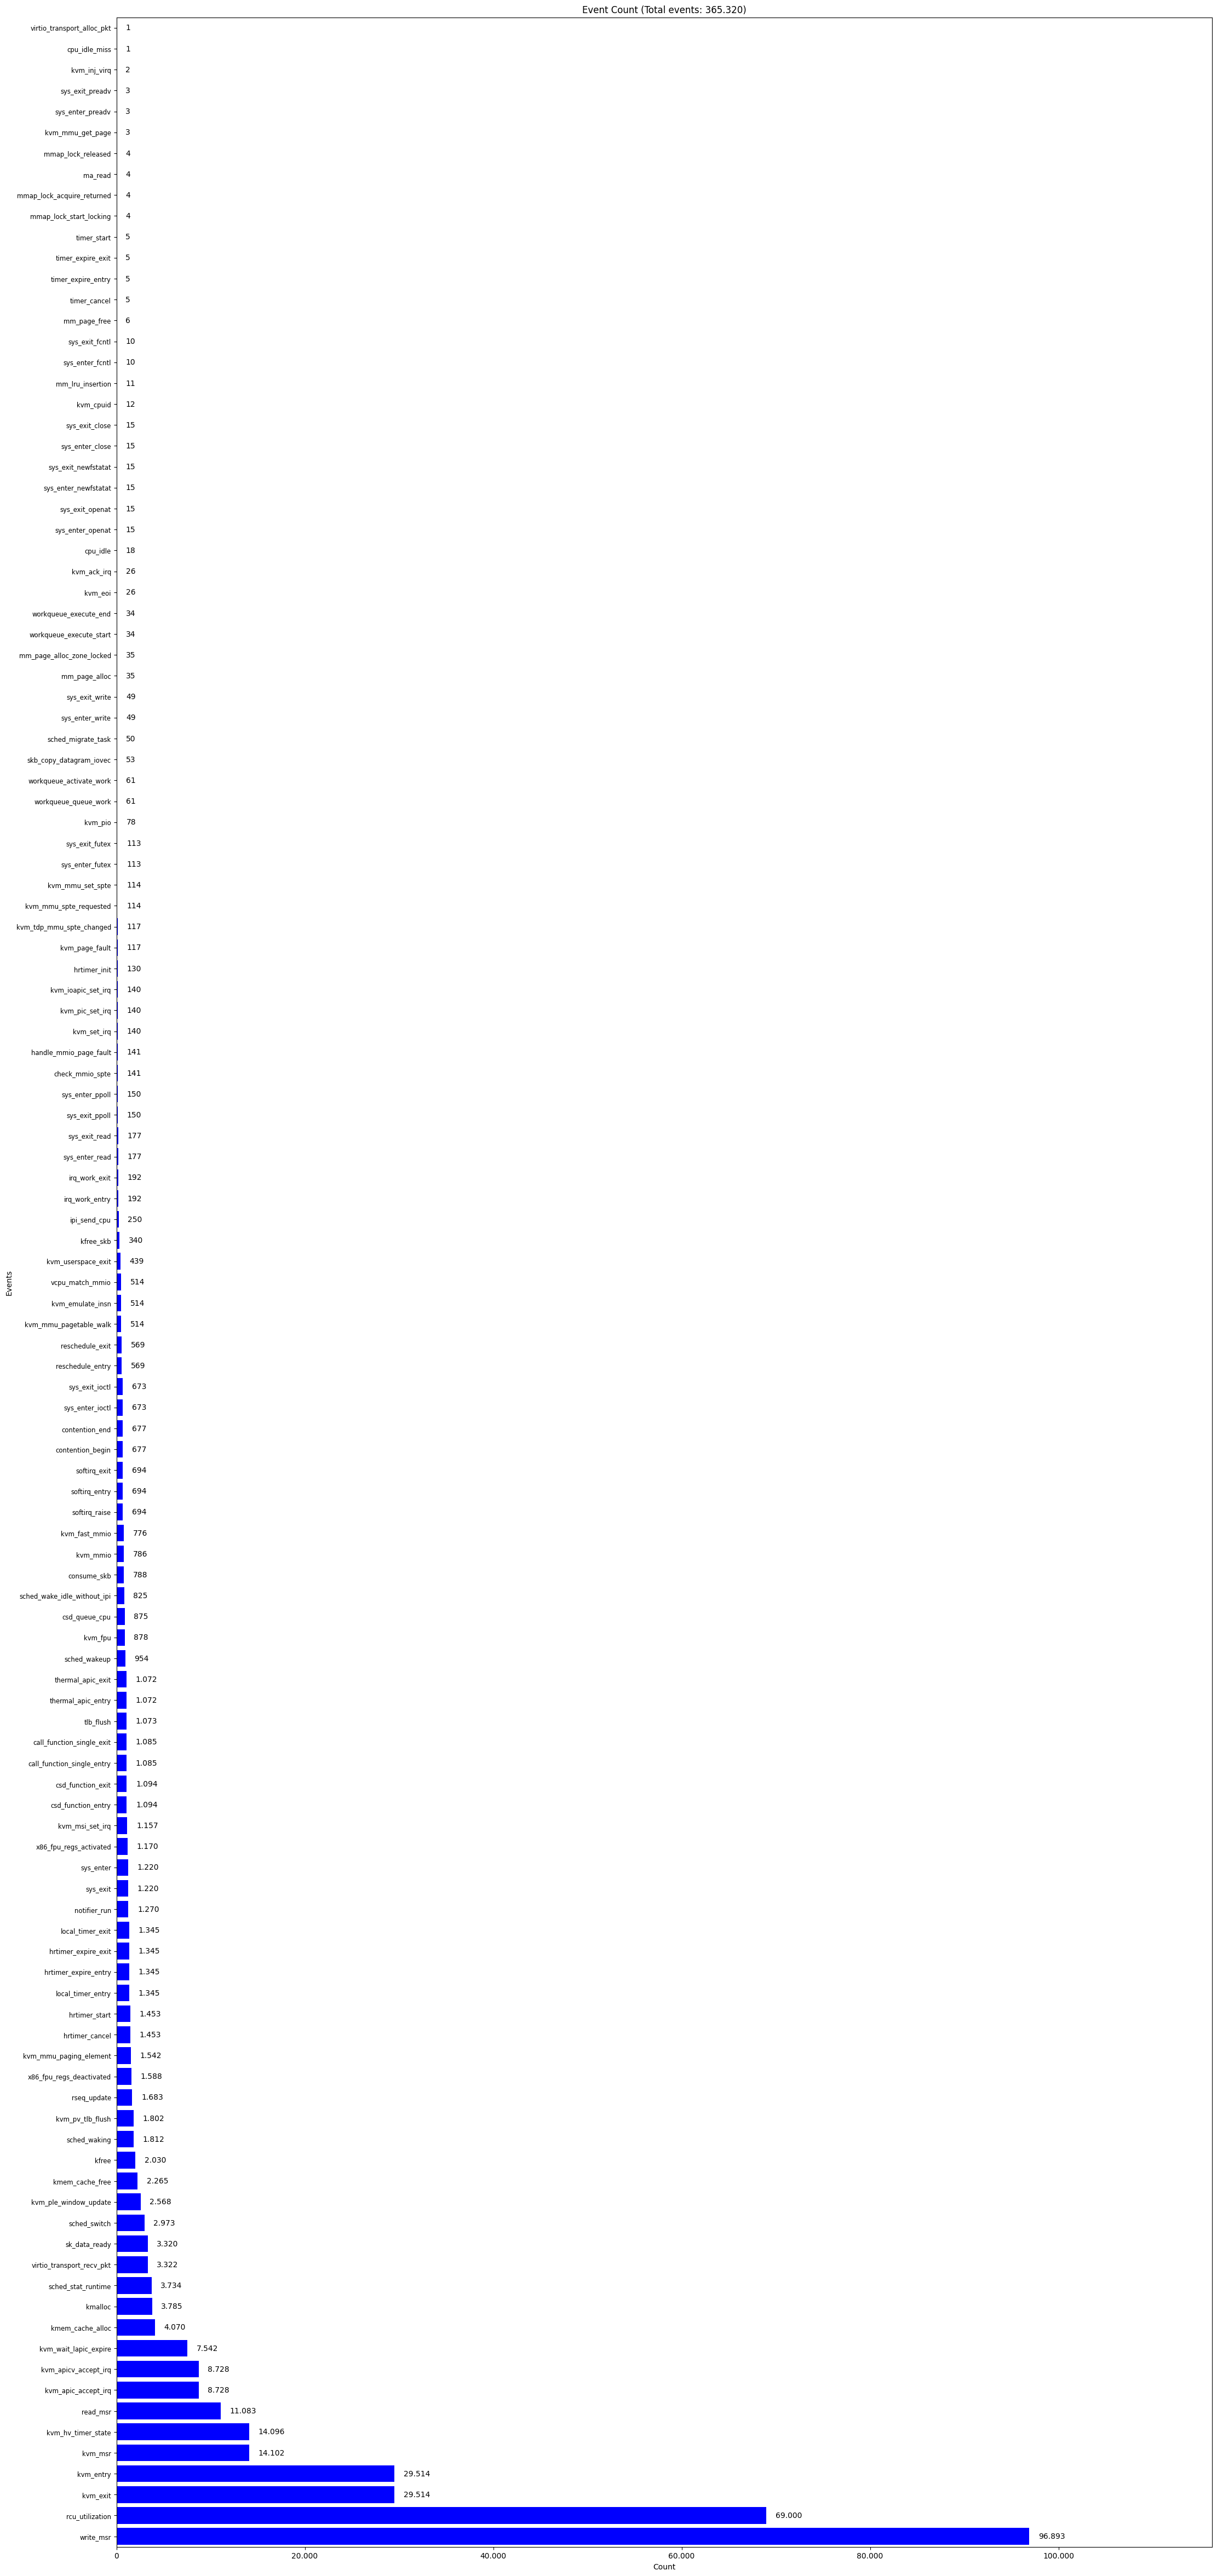 Event Count (Total events: 365.320)
virtio_transport_alloc_pkt 1
cpu_idle_miss 1
kvm_inj_virq 2
sys_exit_preadv 3
sys_enter_preadv 3
kvm_mmu_get_page 3
mmap_lock_released 4
ma_read 4
mmap_lock_acquire_returned 4
mmap_lock_start_locking 4
timer_start 5
timer_expire_exit 5
timer_expire_entry 5
timer_cancel 5
mm_page_free 6
sys_exit_fcntl 10
sys_enter_fcntl 10
mm_lru_insertion 11
kvm_cpuid 12
sys_exit_close 15
sys_enter_close 15
sys_exit_newfstatat 15
sys_enter_newfstatat 15
sys_exit_openat 15
sys_enter_openat 15
cpu_idle 18
kvm_ack_irq 26
kvm_eoi 26
workqueue_execute_end 34
workqueue_execute_start 34
mm_page_alloc_zone_locked 35
mm_page_alloc 35
sys_exit_write 49
sys_enter_write 49
sched_migrate_task 50
skb_copy_datagram_iovec 53
workqueue_activate_work 61
workqueue_queue_work 61
kvm_pio 78
sys_exit_futex 113
sys_enter_futex 113
kvm_mmu_set_spte 114
kvm_mmu_spte_requested 114
kvm_tdp_mmu_spte_changed 117
kvm_page_fault 117
hrtimer_init 130
kvm_ioapic_set_irq 140
kvm_pic_set_irq 140
kvm_set_irq 140
handle_mmio_page_fault 141
check_mmio_spte 141
sys_enter_ppoll 150
sys_exit_ppoll 150
sys_exit_read 177
sys_enter_read 177
irq_work_exit 192
irq_work_entry 192
ipi_send_cpu 250
kfree_skb 340
kvm_userspace_exit 439
Events
vcpu_match_mmio 514
kvm_emulate_insn 514
kvm_mmu_pagetable_walk 514
reschedule_exit 569
reschedule_entry 569
sys_exit_ioctl 673
sys_enter_ioctl 673
contention_end 677
contention_begin 677
softirq_exit 694
softirq_entry 694
softirq_raise 694
kvm_fast_mmio 776
kvm_mmio 786
consume_skb 788
sched_wake_idle_without_ipi 825
csd_queue_cpu 875
kvm_fpu 878
sched_wakeup 954
thermal_apic_exit 1.072
thermal_apic_entry 1.072
tlb_flush 1.073
call_function_single_exit 1.085
call_function_single_entry 1.085
csd_function_exit 1.094
csd_function_entry 1.094
kvm_msi_set_irq 1.157
x86_fpu_regs_activated 1.170
sys_enter 1.220
sys_exit 1.220
notifier_run 1.270
local_timer_exit 1.345
hrtimer_expire_exit 1.345
hrtimer_expire_entry 1.345
local_timer_entry 1.345
hrtimer_start 1.453
hrtimer_cancel 1.453
kvm_mmu_paging_element 1.542
x86_fpu_regs_deactivated 1.588
rseq_update 1.683
kvm_pv_tlb_flush 1.802
sched_waking 1.812
kfree 2.030
kmem_cache_free 2.265
kvm_ple_window_update 2.568
sched_switch 2.973
sk_data_ready 3.320
virtio_transport_recv_pkt 3.322
sched_stat_runtime 3.734
kmalloc 3.785
kmem_cache_alloc 4.070
kvm_wait_lapic_expire 7.542
kvm_apicv_accept_irq 8.728
kvm_apic_accept_irq 8.728
read_msr 11.083
kvm_hv_timer_state 14.096
kvm_msr 14.102
kvm_entry 29.514
kvm_exit 29.514
rcu_utilization 69.000
write_msr 96.893
0 20.000 40.000 60.000 80.000 100.000
Count